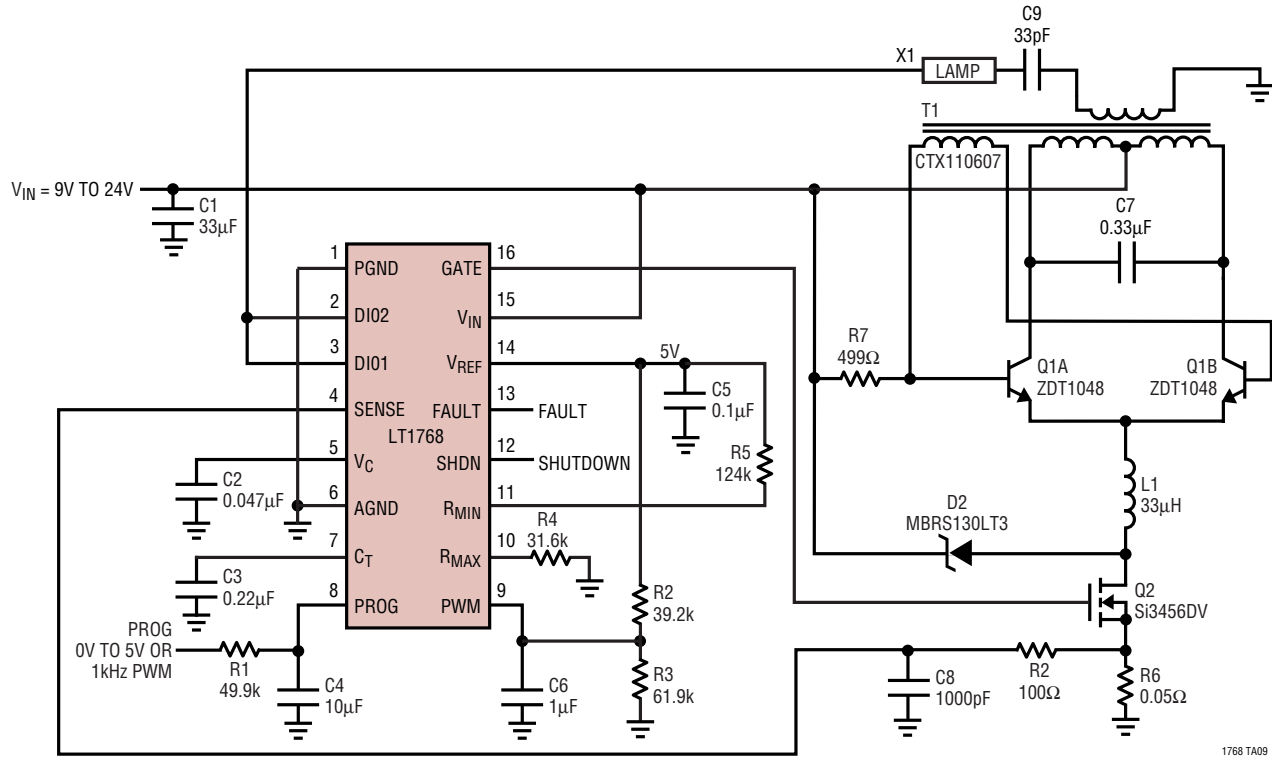 C9
33pF
X1
LAMP
T1
CTX110607
V_IN = 9V TO 24V
C1
33µF
C7
0.33µF
1
PGND
GATE
16
2
DI02
V_IN
15
3
DI01
V_REF
14
5V
4
SENSE
FAULT
13
FAULT
LT1768
5
V_C
SHDN
12
SHUTDOWN
6
AGND
R_MIN
11
7
C_T
R_MAX
10
8
PROG
PWM
9
R7
499Ω
Q1A
ZDT1048
Q1B
ZDT1048
C5
0.1µF
R5
124k
C2
0.047µF
R4
31.6k
L1
33µH
D2
MBRS130LT3
C3
0.22µF
R2
39.2k
Q2
Si3456DV
PROG
0V TO 5V OR
1kHz PWM
R1
49.9k
C4
10µF
C6
1µF
R3
61.9k
C8
1000pF
R2
100Ω
R6
0.05Ω
1768 TA09